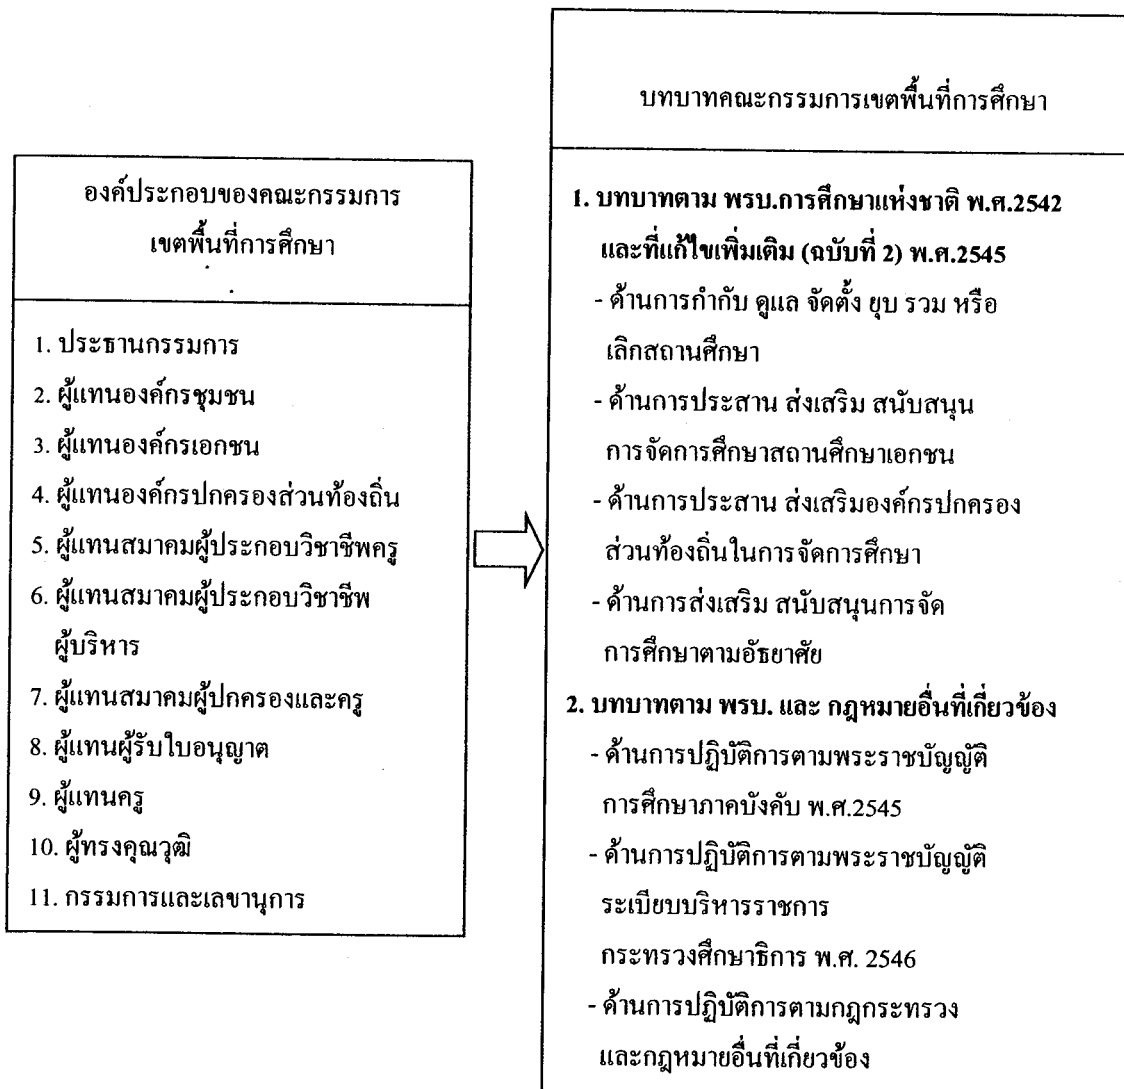 องค์ประกอบของคณะกรรมการ
เขตพื้นที่การศึกษา
1. ประธานกรรมการ
2. ผู้แทนองค์กรชุมชน
3. ผู้แทนองค์กรเอกชน
4. ผู้แทนองค์กรปกครองส่วนท้องถิ่น
5. ผู้แทนสมาคมผู้ประกอบวิชาชีพครู
6. ผู้แทนสมาคมผู้ประกอบวิชาชีพ
ผู้บริหาร
7. ผู้แทนสมาคมผู้ปกครองและครู
8. ผู้แทนผู้รับใบอนุญาต
9. ผู้แทนครู
10. ผู้ทรงคุณวุฒิ
11. กรรมการและเลขานุการ
บทบาทคณะกรรมการเขตพื้นที่การศึกษา
1. บทบาทตาม พรบ.การศึกษาแห่งชาติ พ.ศ.2542
และที่แก้ไขเพิ่มเติม (ฉบับที่ 2) พ.ศ.2545
- ด้านการกำกับ ดูแล จัดตั้ง ยุบ รวม หรือ
เลิกสถานศึกษา
- ด้านการประสาน ส่งเสริม สนับสนุน
การจัดการศึกษาสถานศึกษาเอกชน
- ด้านการประสาน ส่งเสริมองค์กรปกครอง
ส่วนท้องถิ่นในการจัดการศึกษา
- ด้านการส่งเสริม สนับสนุนการจัด
การศึกษาตามอัธยาศัย
2. บทบาทตาม พรบ. และ กฎหมายอื่นที่เกี่ยวข้อง
- ด้านการปฏิบัติการตามพระราชบัญญัติ
การศึกษาภาคบังคับ พ.ศ.2545
- ด้านการปฏิบัติการตามพระราชบัญญัติ
ระเบียบบริหารราชการ
กระทรวงศึกษาธิการ พ.ศ. 2546
- ด้านการปฏิบัติการตามกฎกระทรวง
และกฎหมายอื่นที่เกี่ยวข้อง